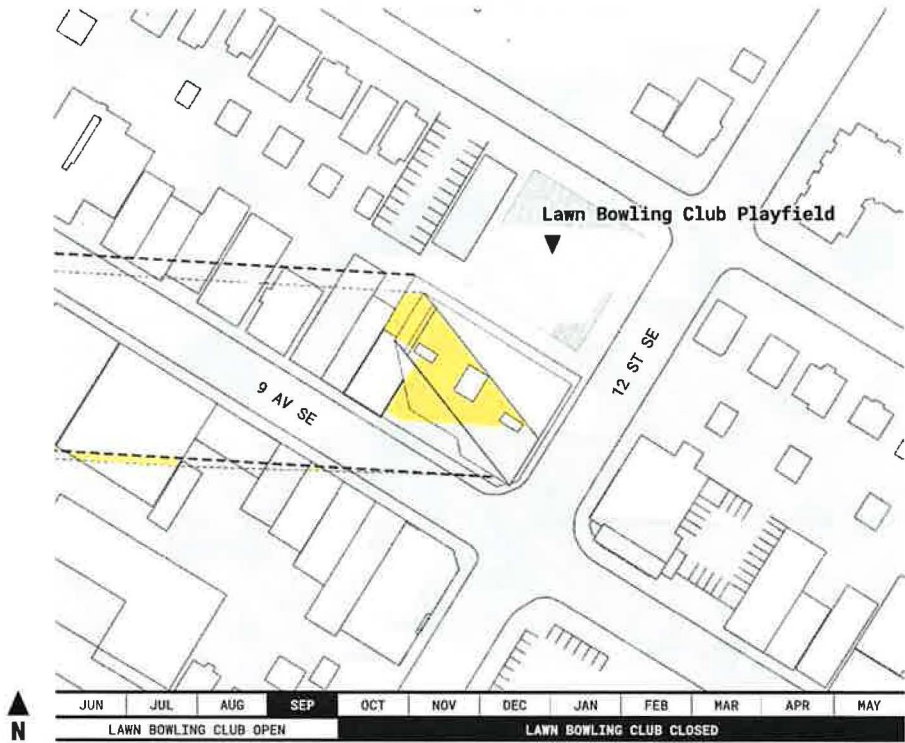 Lawn Bowling Club Playfield
12 ST SE
9 AV SE
N
JUN JUL AUG SEP OCT NOV DEC JAN FEB MAR APR MAY
LAWN BOWLING CLUB OPEN LAWN BOWLING CLUB CLOSED